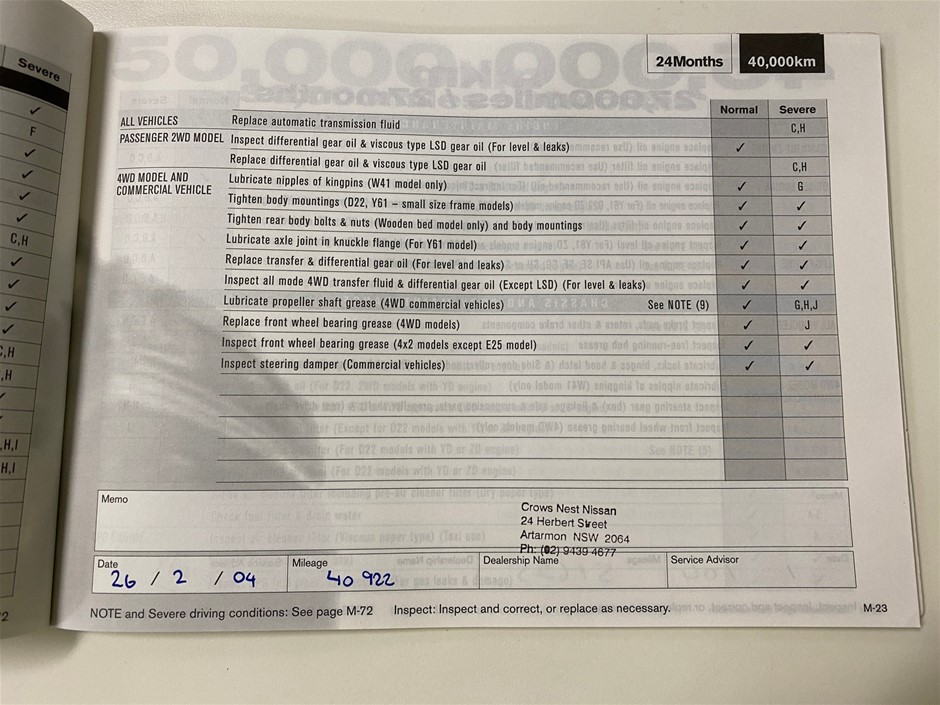 Severe
✓
F
✓
✓
✓
✓
C,H
✓
✓
✓
✓
C,H
,H
✓
✓
,H,I
H,I
24Months 40,000km
Normal Severe
ALL VEHICLES Replace automatic transmission fluid C,H
PASSENGER 2WD MODEL Inspect differential gear oil & viscous type LSD gear oil (For level & leaks) ✓
Replace differential gear oil & viscous type LSD gear oil C,H
4WD MODEL AND COMMERCIAL VEHICLE Lubricate nipples of kingpins (W41 model only) ✓ G
Tighten body mountings (D22, Y61 – small size frame models) ✓ ✓
Tighten rear body bolts & nuts (Wooden bed model only) and body mountings ✓ ✓
Lubricate axle joint in knuckle flange (For Y61 model) ✓ ✓
Replace transfer & differential gear oil (For level and leaks) ✓ ✓
Inspect all mode 4WD transfer fluid & differential gear oil (Except LSD) (For level & leaks) ✓ ✓
Lubricate propeller shaft grease (4WD commercial vehicles) See NOTE (9) ✓ G,H,J
Replace front wheel bearing grease (4WD models) J
Inspect front wheel bearing grease (4x2 models except E25 model) ✓ ✓
Inspect steering damper (Commercial vehicles) ✓ ✓
Memo
Crows Nest Nissan
24 Herbert Street
Artarmon NSW 2064
Ph: (02) 9439 4677
Date Mileage Dealership Name Service Advisor
26 / 2 / 04 40 922
NOTE and Severe driving conditions: See page M-72 Inspect: Inspect and correct, or replace as necessary. M-23